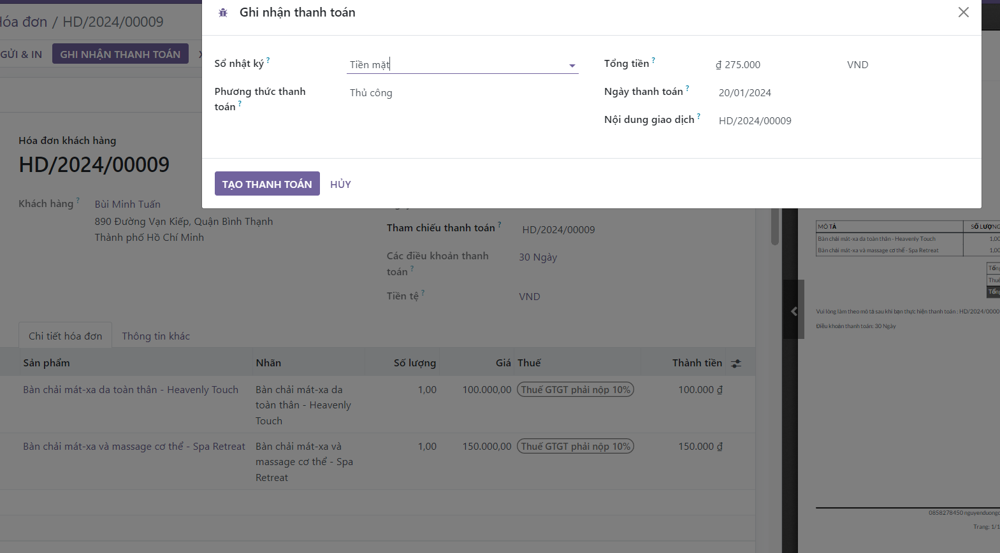 Ghi nhận thanh toán
Hóa đơn / HD/2024/00009
GỬI & IN GHI NHẬN THANH TOÁN
Sổ nhật ký ? Tiền mặt
Phương thức thanh toán ? Thủ công
Tổng tiền ? ₫ 275.000 VND
Ngày thanh toán ? 20/01/2024
Nội dung giao dịch ? HD/2024/00009
TẠO THANH TOÁN HỦY
Hóa đơn khách hàng
HD/2024/00009
Khách hàng ? Bùi Minh Tuấn
890 Đường Vạn Kiếp, Quận Bình Thạnh
Thành phố Hồ Chí Minh
Tham chiếu thanh toán ? HD/2024/00009
Các điều khoản thanh toán ? 30 Ngày
Tiền tệ ? VND
Chi tiết hóa đơn Thông tin khác
Sản phẩm Nhãn Số lượng Giá Thuế Thành tiền
Bàn chải mát-xa da toàn thân - Heavenly Touch Bàn chải mát-xa da 1,00 100.000,00 Thuế GTGT phải nộp 10% 100.000 ₫
toàn thân - Heavenly
Touch
Bàn chải mát-xa và massage cơ thể - Spa Retreat Bàn chải mát-xa và 1,00 150.000,00 Thuế GTGT phải nộp 10% 150.000 ₫
massage cơ thể - Spa
Retreat
MÔ TẢ SỐ LƯỢNG
Bàn chải mát-xa da toàn thân - Heavenly Touch 1,00
Bàn chải mát-xa và massage cơ thể - Spa Retreat 1,00
Tổng
Thuế
Tổng
Vui lòng làm theo mô tả sau khi bạn thực hiện thanh toán : HD/2024/0000
Điều khoản thanh toán: 30 Ngày
0858278450 nguyenduongc
Trang: 1/1